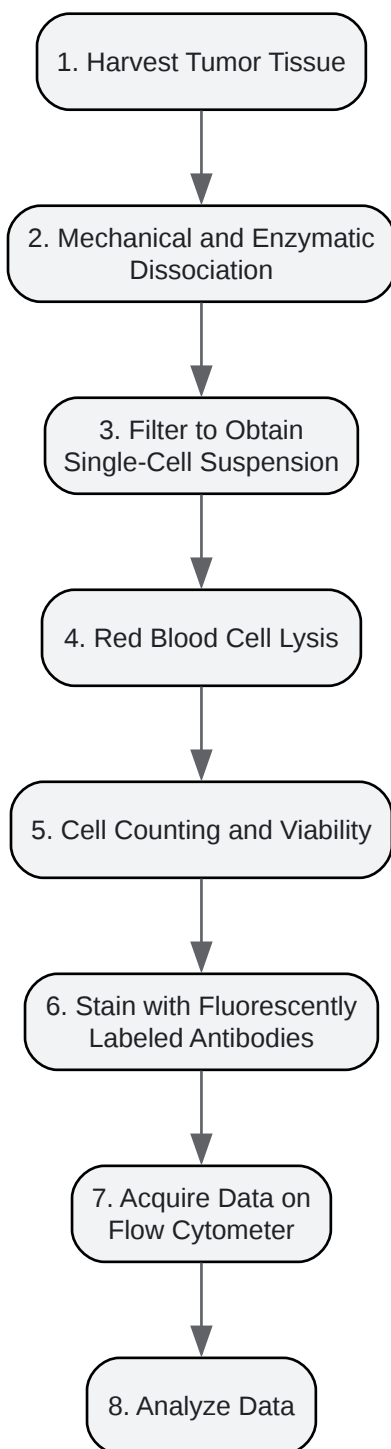 1. Harvest Tumor Tissue
2. Mechanical and Enzymatic
Dissociation
3. Filter to Obtain
Single-Cell Suspension
4. Red Blood Cell Lysis
5. Cell Counting and Viability
6. Stain with Fluorescently
Labeled Antibodies
7. Acquire Data on
Flow Cytometer
8. Analyze Data